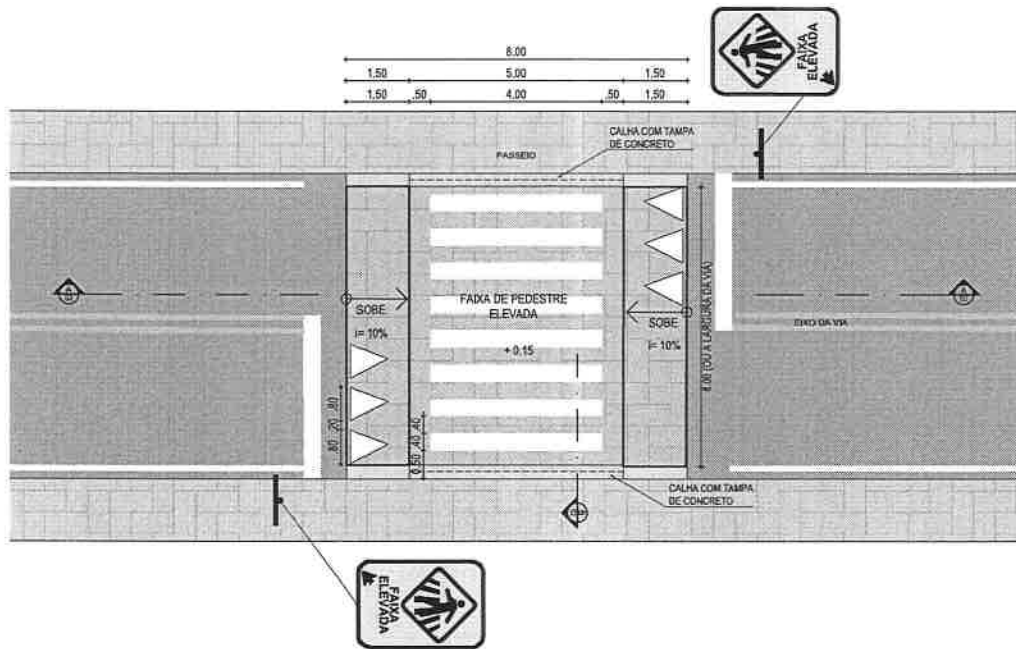 8.00
1,50 5.00 1,50
1,50 ,50 4.00 ,50 1,50
FAIXA
ELEVADA
CALHA COM TAMPA
DE CONCRETO
PASSEIO
FAIXA DE PEDESTRE
ELEVADA
+ 0.15
SOBE
i= 10%
SOBE
i= 10%
(OU A LARGURA DA VIA)
EIXO DA VIA
,80 ,20 ,80
0,50 ,40 ,40
CALHA COM TAMPA
DE CONCRETO
FAIXA
ELEVADA